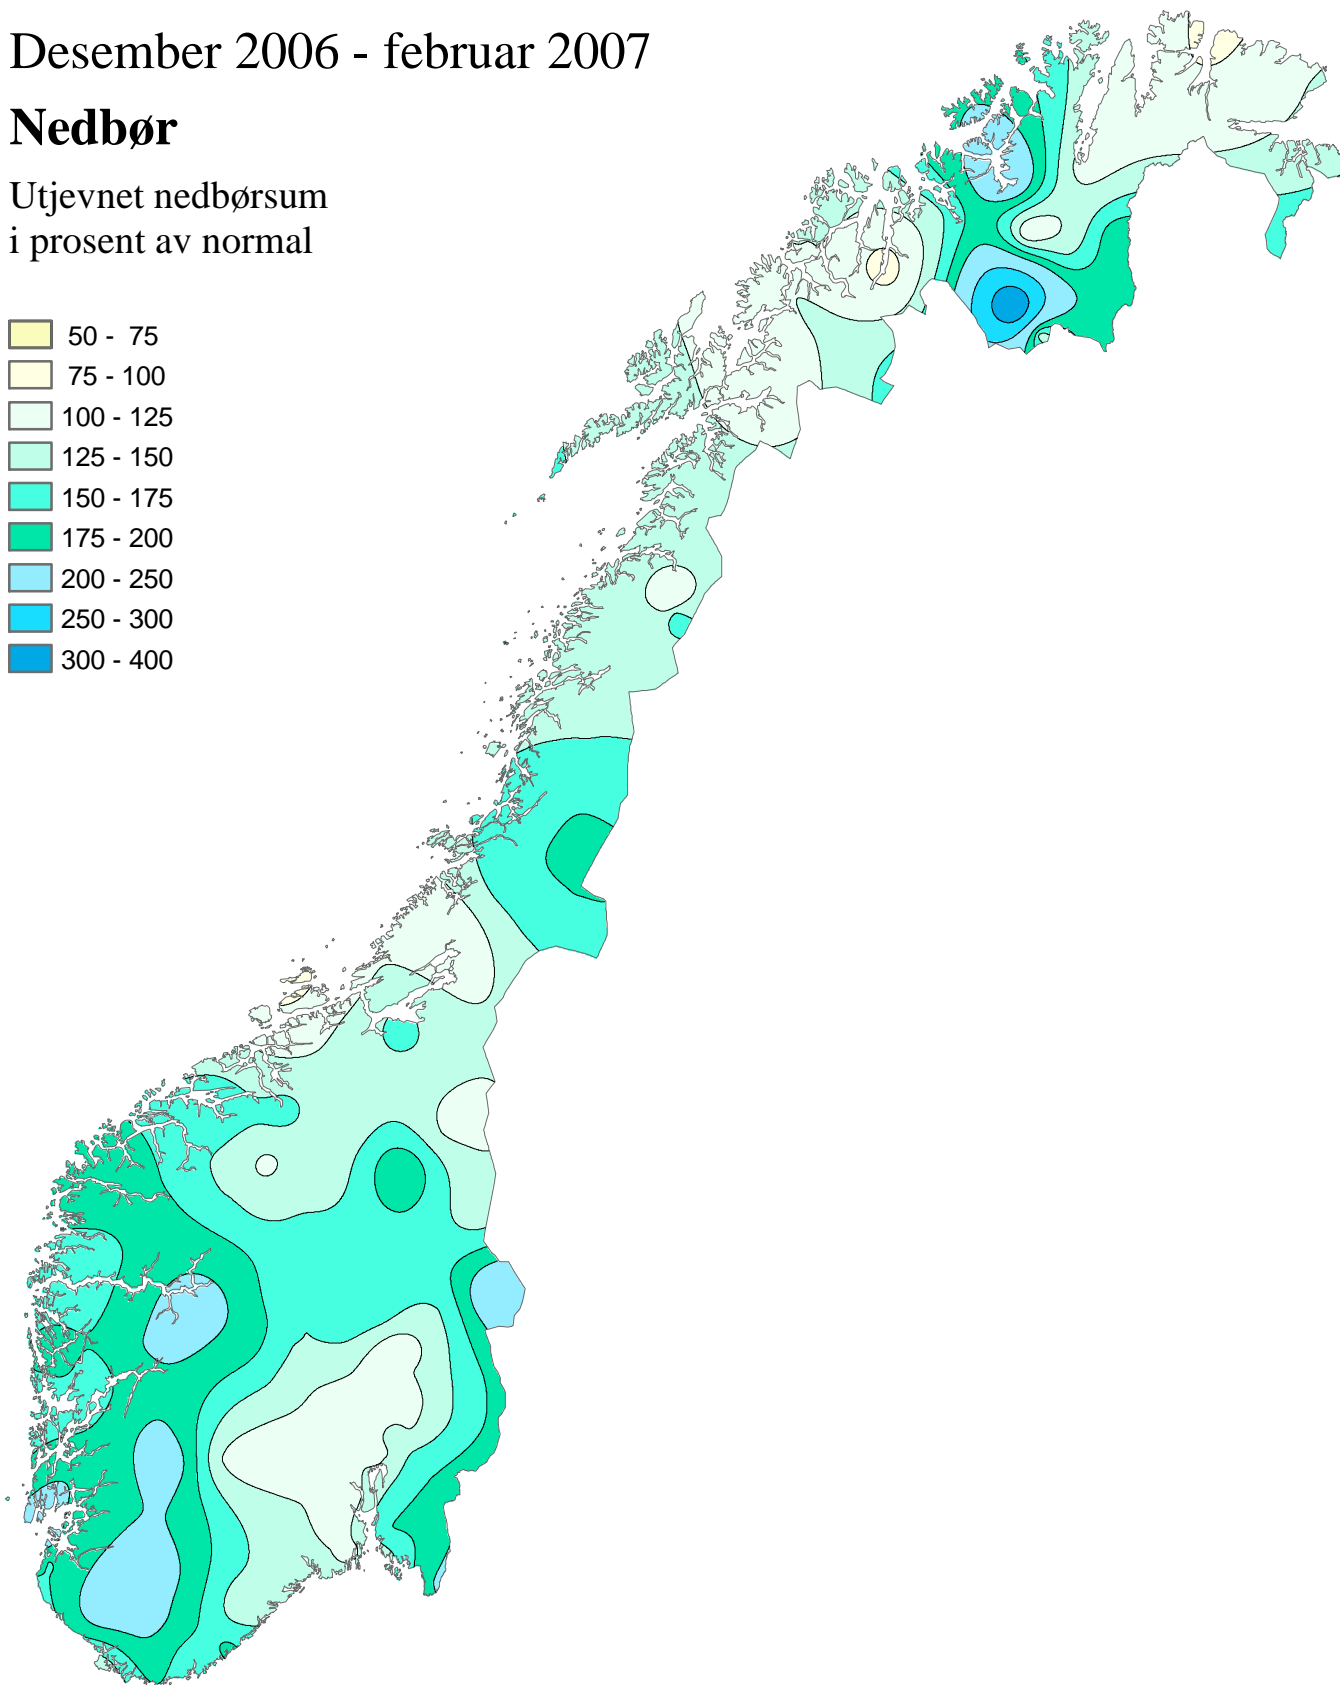 Desember 2006 - februar 2007
Nedbør
Utjevnet nedbørsum
i prosent av normal
50 - 75
75 - 100
100 - 125
125 - 150
150 - 175
175 - 200
200 - 250
250 - 300
300 - 400